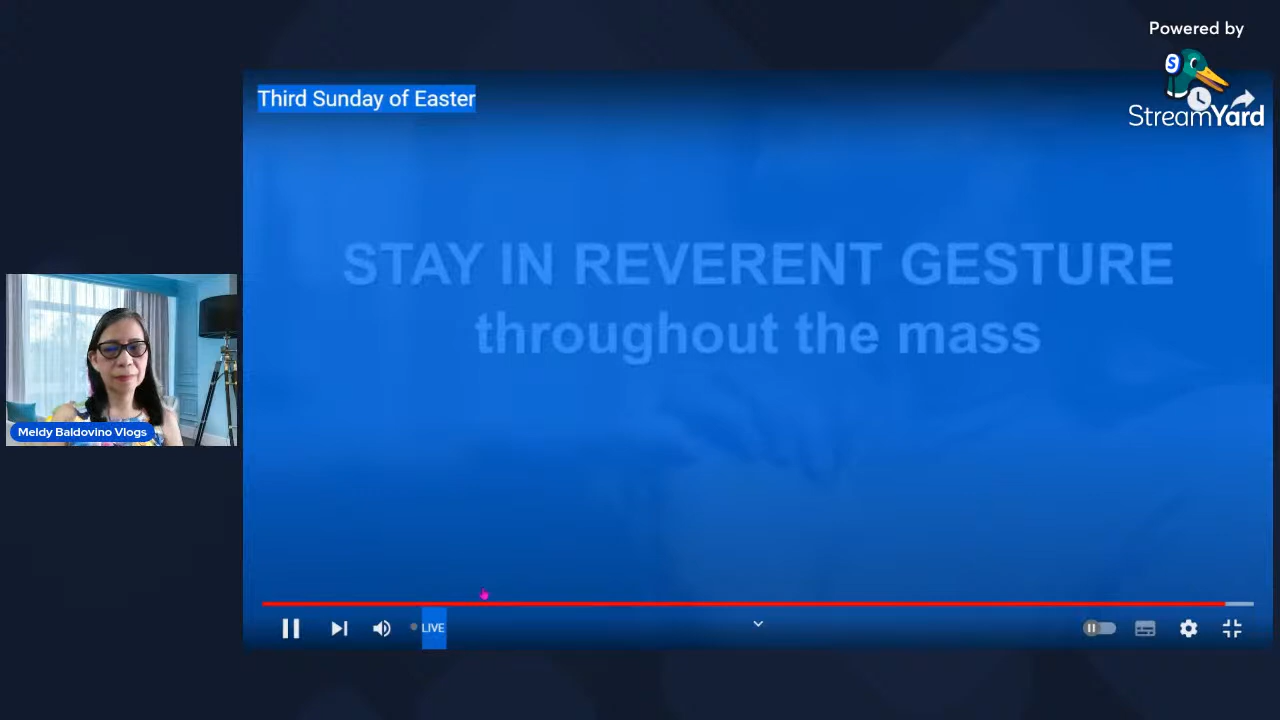 Powered by
S
StreamYard
Third Sunday of Easter
STAY IN REVERENT GESTURE
throughout the mass
Meldy Baldovino Vlogs
LIVE